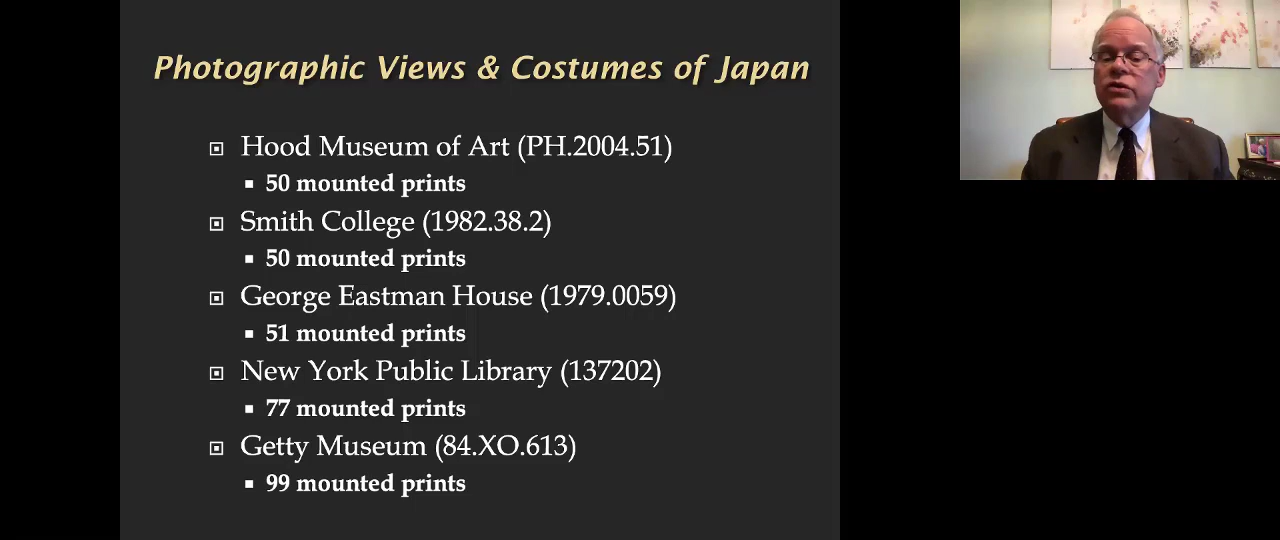 Photographic Views & Costumes of Japan
Hood Museum of Art (PH.2004.51)
50 mounted prints
Smith College (1982.38.2)
50 mounted prints
George Eastman House (1979.0059)
51 mounted prints
New York Public Library (137202)
77 mounted prints
Getty Museum (84.XO.613)
99 mounted prints